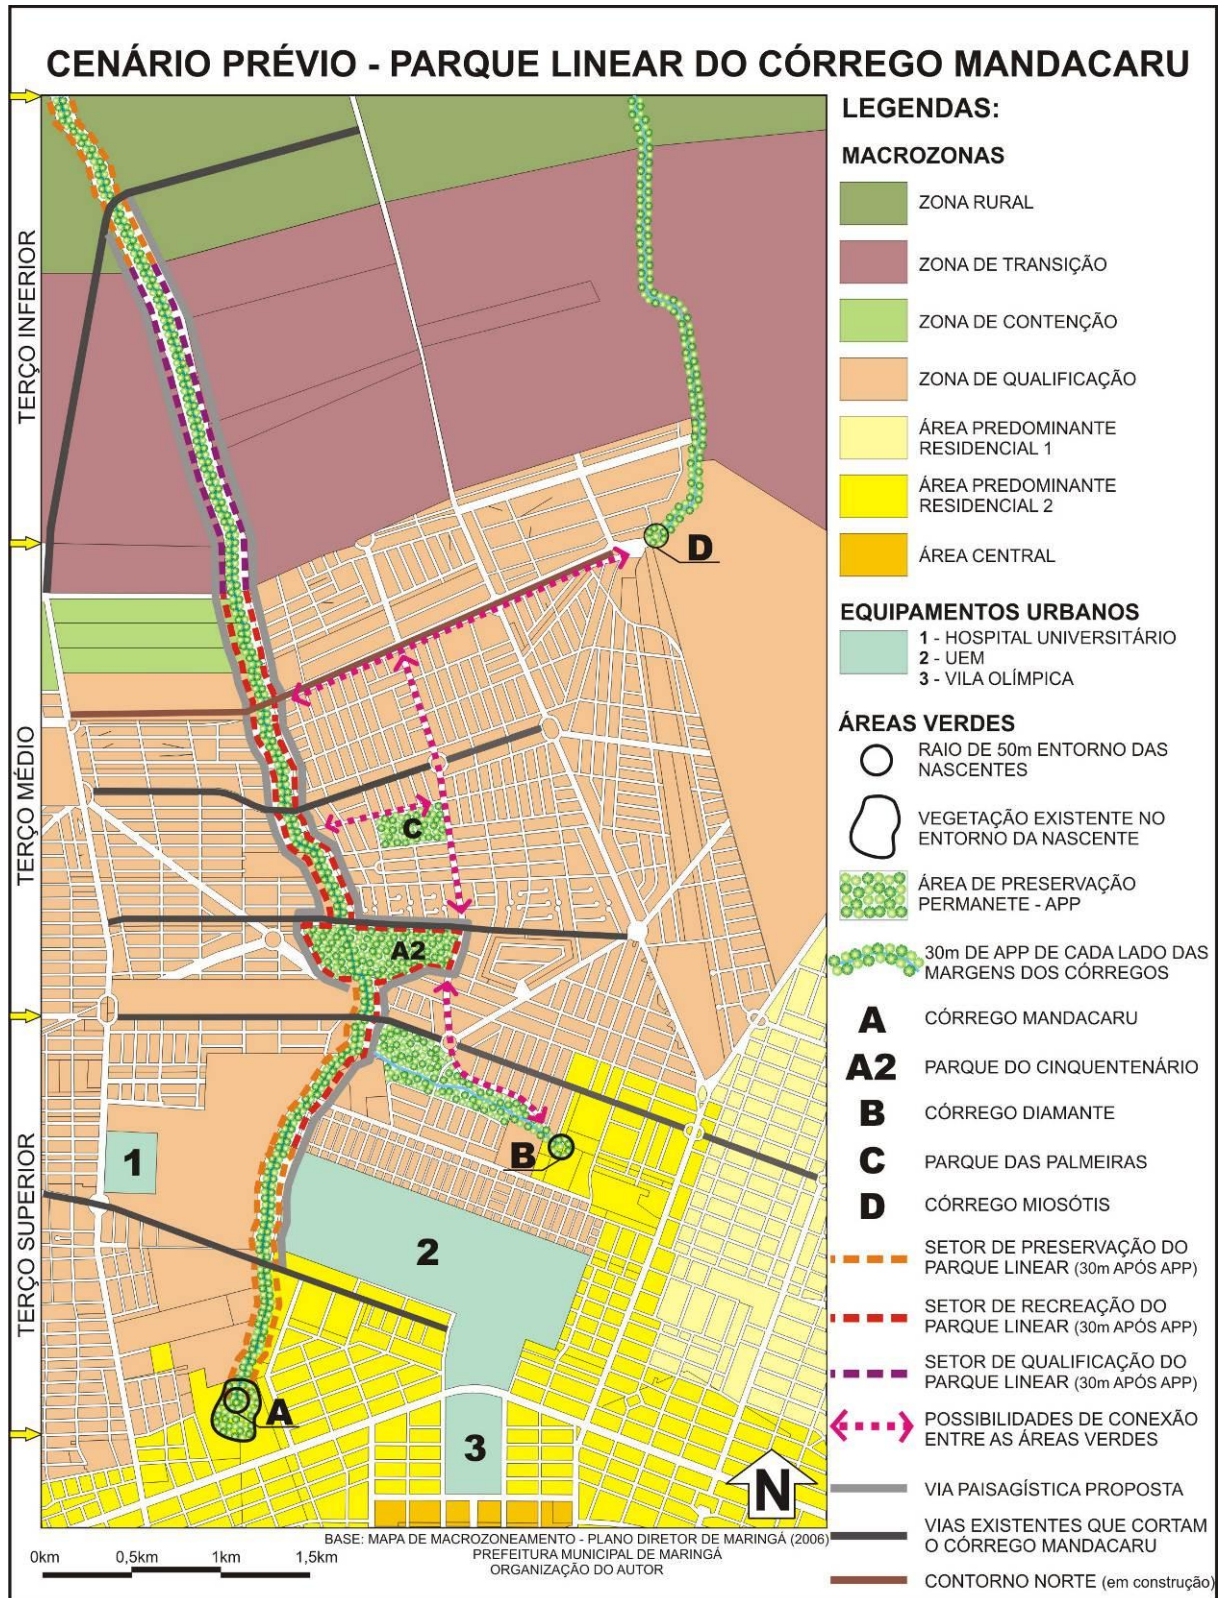 CENÁRIO PRÉVIO - PARQUE LINEAR DO CÓRREGO MANDACARU
TERÇO INFERIOR
TERÇO MÉDIO
TERÇO SUPERIOR
D
C
A2
B
1
2
A
3
N
BASE: MAPA DE MACROZONEAMENTO - PLANO DIRETOR DE MARINGÁ (2006)
PREFEITURA MUNICIPAL DE MARINGÁ
ORGANIZAÇÃO DO AUTOR
0km 0,5km 1km 1,5km
LEGENDAS:
MACROZONAS
ZONA RURAL
ZONA DE TRANSIÇÃO
ZONA DE CONTENÇÃO
ZONA DE QUALIFICAÇÃO
ÁREA PREDOMINANTE
RESIDENCIAL 1
ÁREA PREDOMINANTE
RESIDENCIAL 2
ÁREA CENTRAL
EQUIPAMENTOS URBANOS
1 - HOSPITAL UNIVERSITÁRIO
2 - UEM
3 - VILA OLÍMPICA
ÁREAS VERDES
RAIO DE 50m ENTORNO DAS
NASCENTES
VEGETAÇÃO EXISTENTE NO
ENTORNO DA NASCENTE
ÁREA DE PRESERVAÇÃO
PERMANETE - APP
30m DE APP DE CADA LADO DAS
MARGENS DOS CÓRREGOS
A CÓRREGO MANDACARU
A2 PARQUE DO CINQUENTENÁRIO
B CÓRREGO DIAMANTE
C PARQUE DAS PALMEIRAS
D CÓRREGO MIOSÓTIS
SETOR DE PRESERVAÇÃO DO
PARQUE LINEAR (30m APÓS APP)
SETOR DE RECREAÇÃO DO
PARQUE LINEAR (30m APÓS APP)
SETOR DE QUALIFICAÇÃO DO
PARQUE LINEAR (30m APÓS APP)
POSSIBILIDADES DE CONEXÃO
ENTRE AS ÁREAS VERDES
VIA PAISAGÍSTICA PROPOSTA
VIAS EXISTENTES QUE CORTAM
O CÓRREGO MANDACARU
CONTORNO NORTE (em construção)